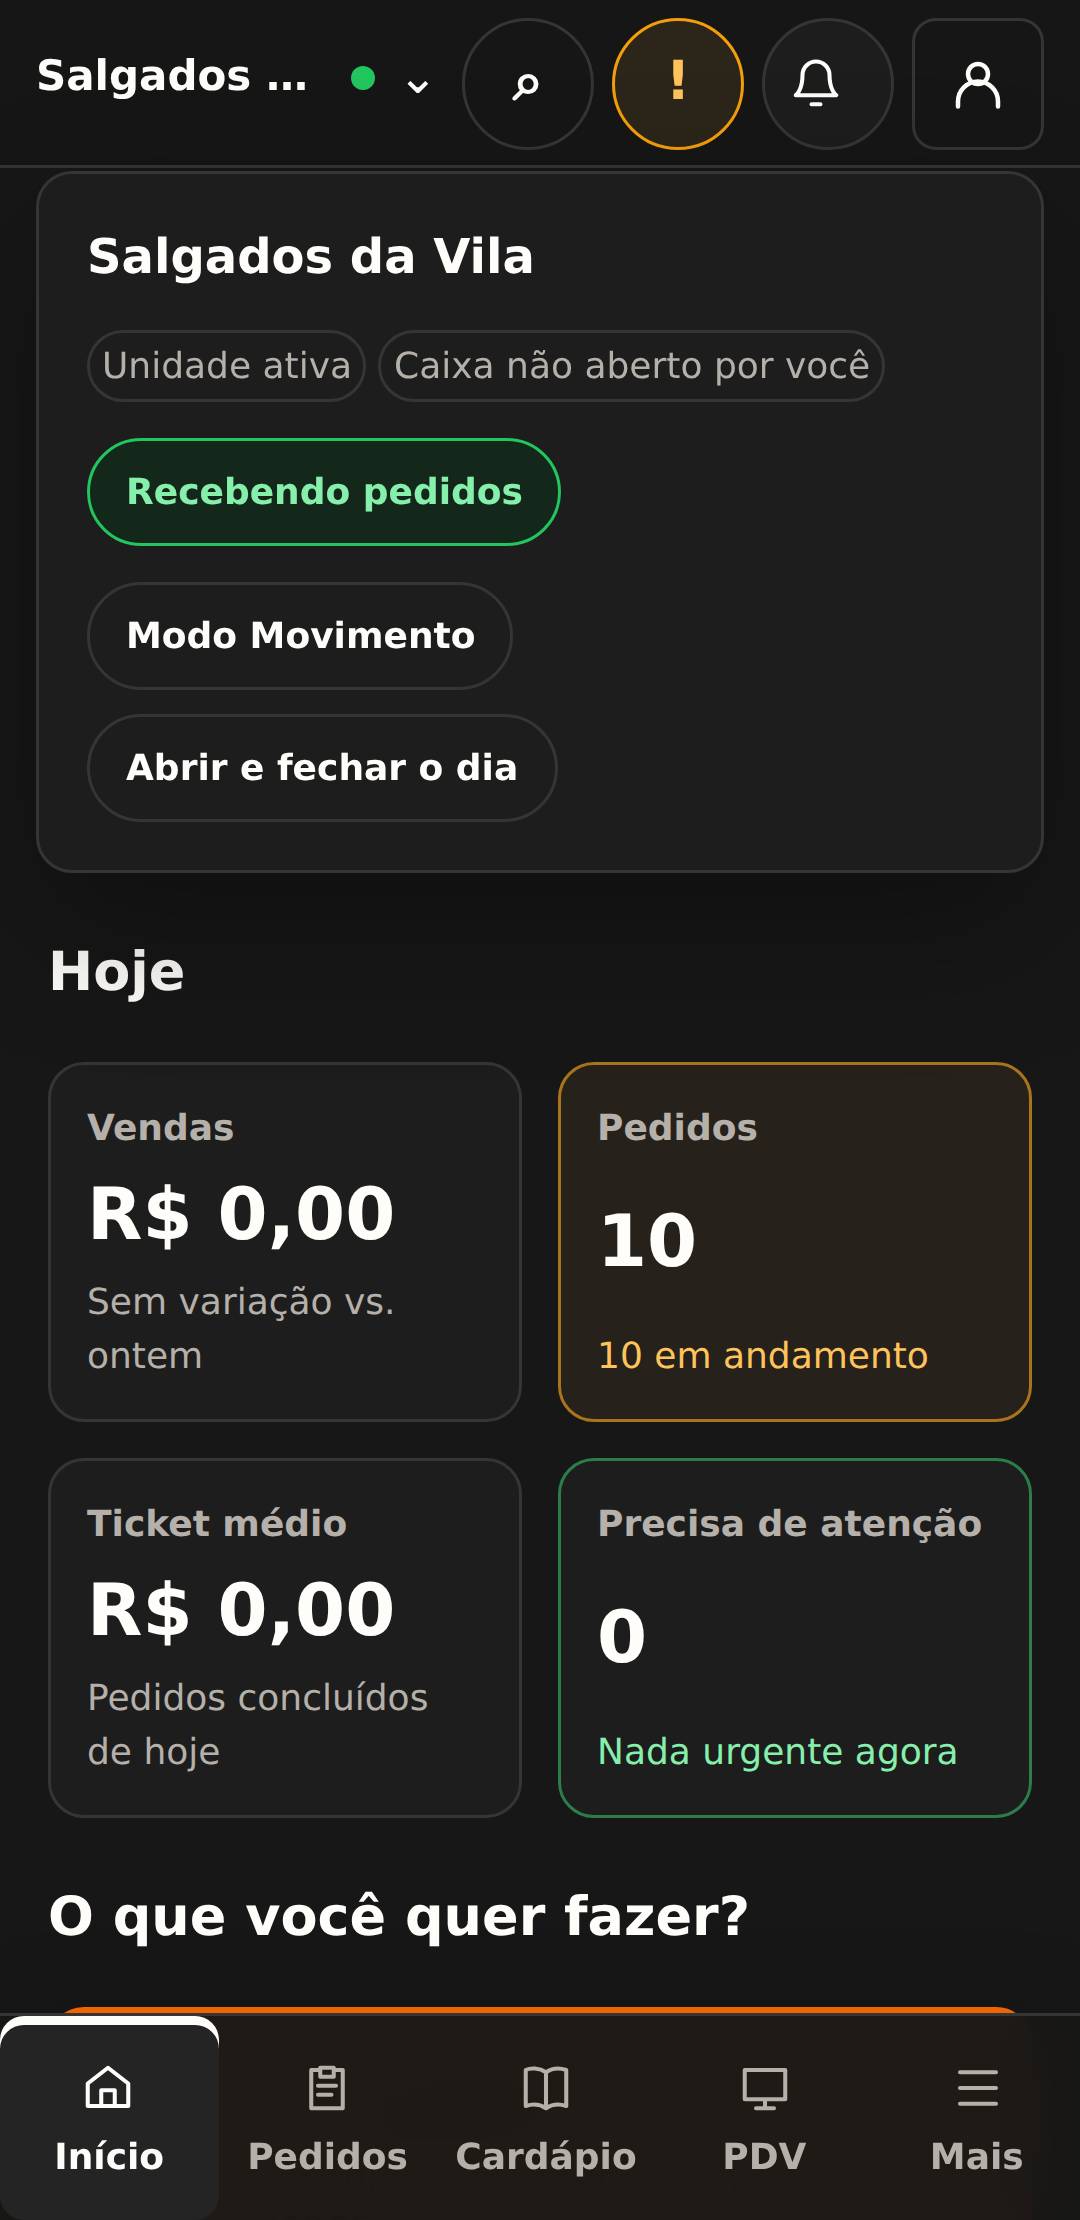 Salgados ...
!
Salgados da Vila
Unidade ativa
Caixa não aberto por você
Recebendo pedidos
Modo Movimento
Abrir e fechar o dia
Hoje
Vendas
R$ 0,00
Sem variação vs.
ontem
Pedidos
10
10 em andamento
Ticket médio
R$ 0,00
Pedidos concluídos
de hoje
Precisa de atenção
0
Nada urgente agora
O que você quer fazer?
Início
Pedidos
Cardápio
PDV
Mais